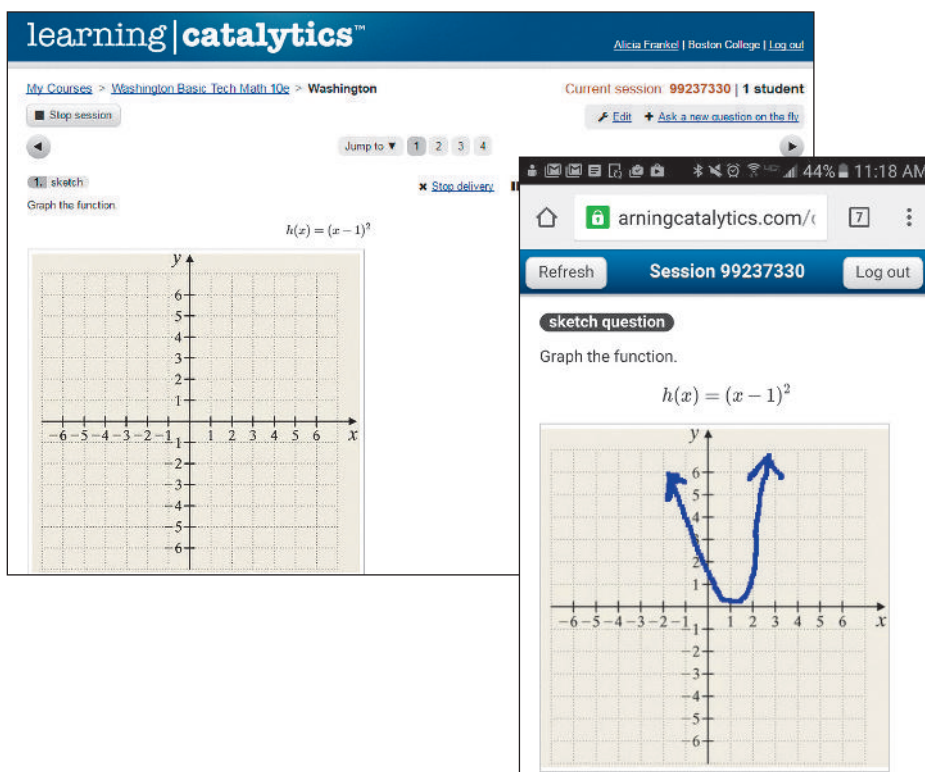 learning|catalytics™
Alicia Frankel | Boston College | Log out
My Courses > Washington Basic Tech Math 10e > Washington
Current session: 99237330 | 1 student
Stop session
Edit + Ask a new question on the fly
Jump to ▼ 1 2 3 4
1. sketch
Stop delivery
Graph the function.
h(x) = (x − 1)²
y
6
5
4
3
2
1
−6 −5 −4 −3 −2 −1 1 2 3 4 5 6 x
−1
−2
−3
−4
−5
−6
44% 11:18 AM
arningcatalytics.com/c
7
Refresh
Session 99237330
Log out
sketch question
Graph the function.
h(x) = (x − 1)²
y
6
5
4
3
2
1
−6 −5 −4 −3 −2 −1 1 2 3 4 5 6 x
−1
−2
−3
−4
−5
−6